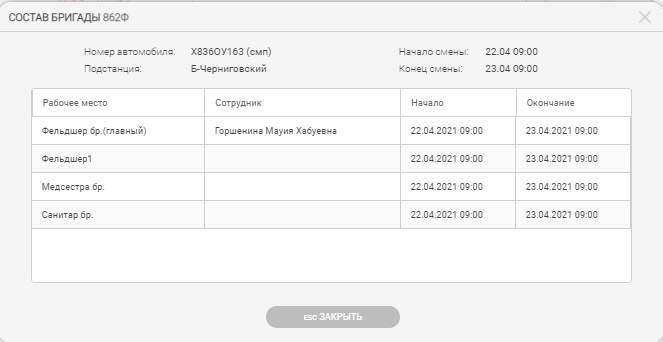 СОСТАВ БРИГАДЫ 862Ф
Номер автомобиля: Х836ОУ163 (смп) Начало смены: 22.04 09:00
Подстанция: Б-Черниговский Конец смены: 23.04 09:00
Рабочее место Сотрудник Начало Окончание
Фельдшер бр.(главный) Горшенина Мауия Хабуевна 22.04.2021 09:00 23.04.2021 09:00
Фельдшер1 22.04.2021 09:00 23.04.2021 09:00
Медсестра бр. 22.04.2021 09:00 23.04.2021 09:00
Санитар бр. 22.04.2021 09:00 23.04.2021 09:00
ESC ЗАКРЫТЬ